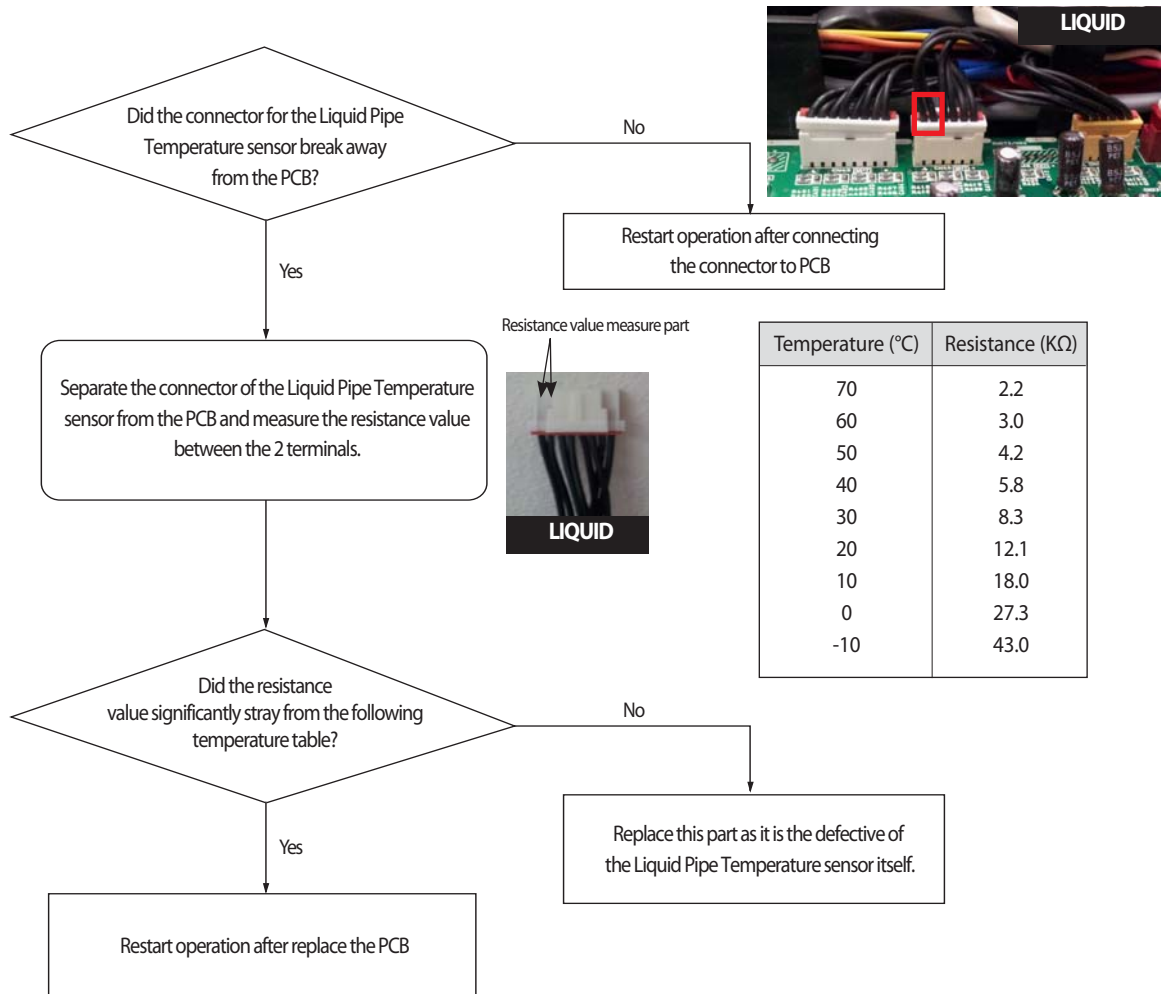 LIQUID
Did the connector for the Liquid Pipe
Temperature sensor break away
from the PCB?
No
Restart operation after connecting
the connector to PCB
Yes
Resistance value measure part
Separate the connector of the Liquid Pipe Temperature
sensor from the PCB and measure the resistance value
between the 2 terminals.
LIQUID
Temperature (°C) Resistance (KΩ)
70 2.2
60 3.0
50 4.2
40 5.8
30 8.3
20 12.1
10 18.0
0 27.3
-10 43.0
Did the resistance
value significantly stray from the following
temperature table?
No
Replace this part as it is the defective of
the Liquid Pipe Temperature sensor itself.
Yes
Restart operation after replace the PCB